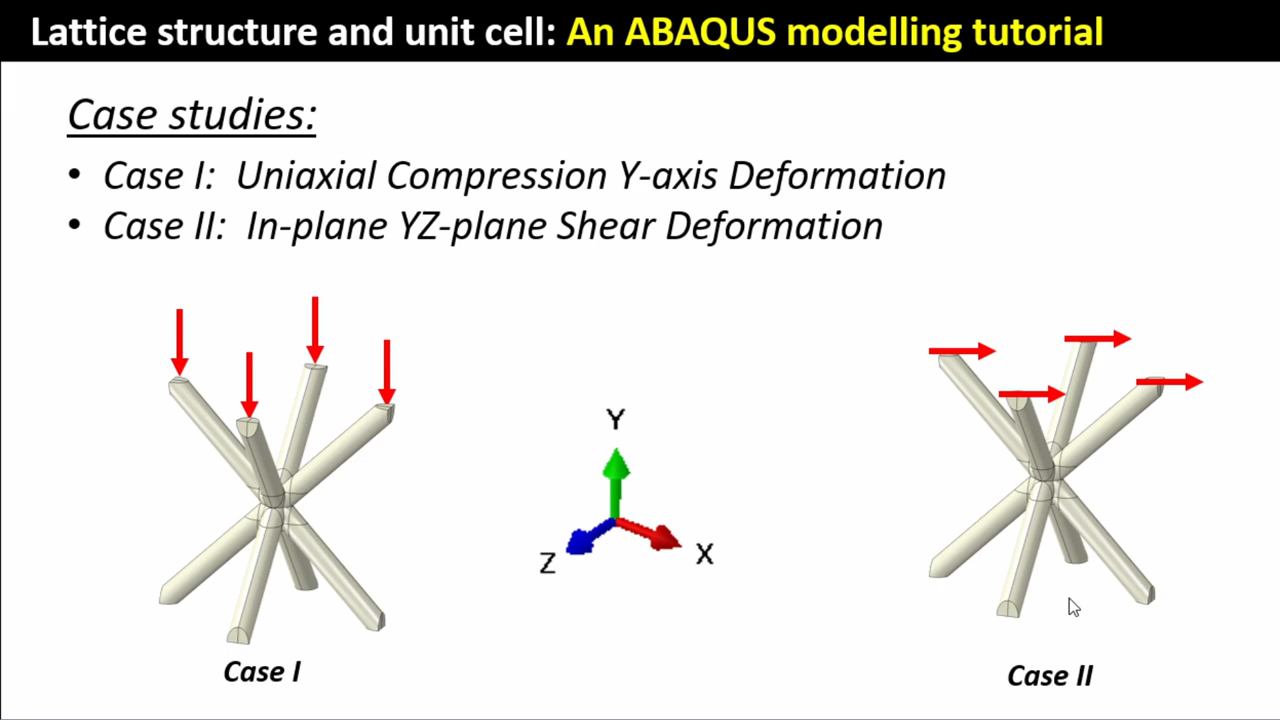 Lattice structure and unit cell: An ABAQUS modelling tutorial
Case studies:
• Case I: Uniaxial Compression Y-axis Deformation
• Case II: In-plane YZ-plane Shear Deformation
Y
Z
X
Case I
Case II